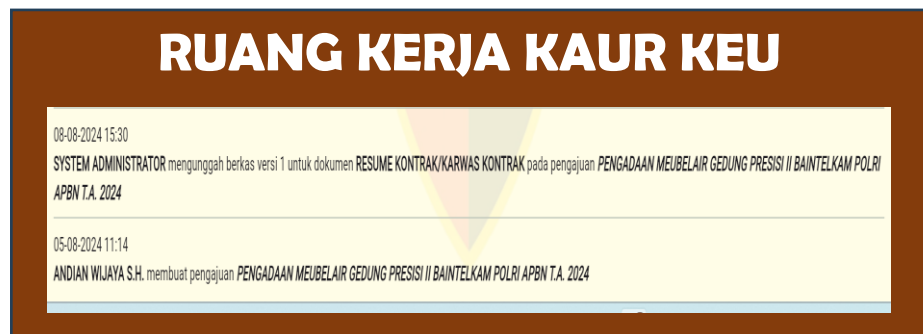 RUANG KERJA KAUR KEU
08-08-2024 15:30
SYSTEM ADMINISTRATOR mengunggah berkas versi 1 untuk dokumen RESUME KONTRAK/KARWAS KONTRAK pada pengajuan PENGADAAN MEUBELAIR GEDUNG PRESISI II BAINTELKAM POLRI
APBN T.A. 2024
05-08-2024 11:14
ANDIAN WIJAYA S.H. membuat pengajuan PENGADAAN MEUBELAIR GEDUNG PRESISI II BAINTELKAM POLRI APBN T.A. 2024